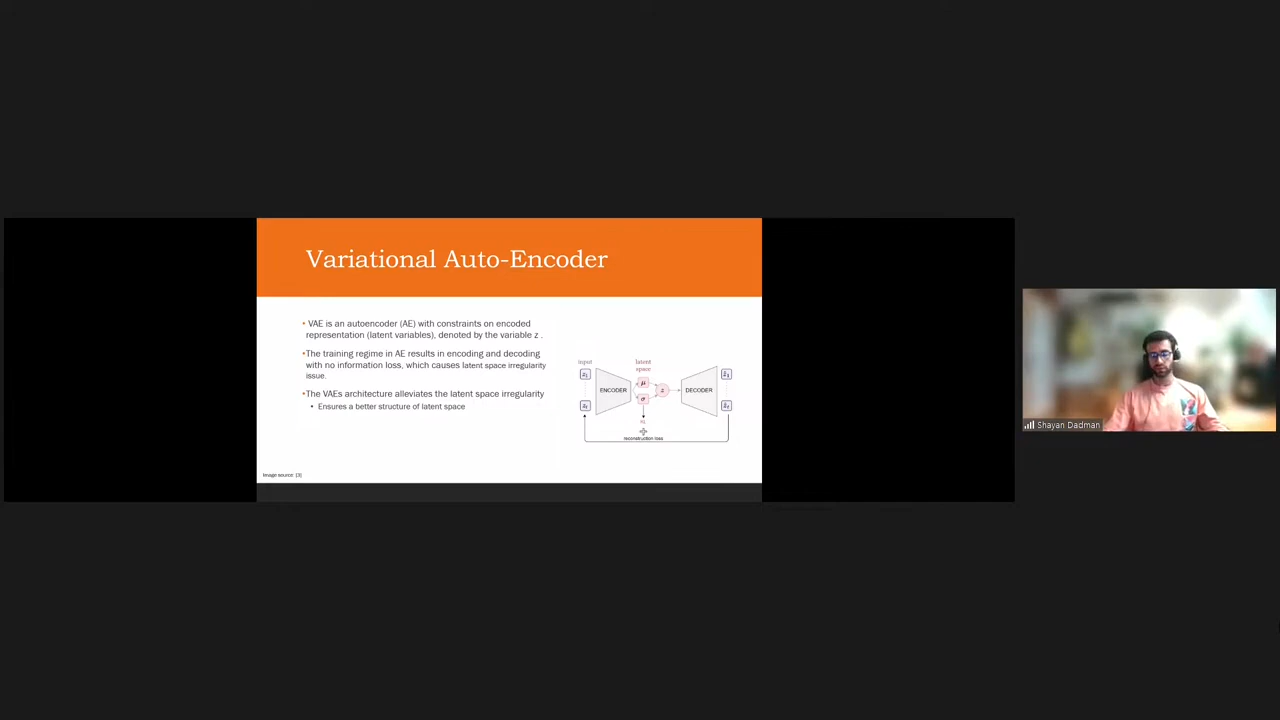 Variational Auto-Encoder
• VAE is an autoencoder (AE) with constraints on encoded
representation (latent variables), denoted by the variable z .
•The training regime in AE results in encoding and decoding
with no information loss, which causes latent space irregularity
issue.
•The VAEs architecture alleviates the latent space irregularity
• Ensures a better structure of latent space
input
latent
space
μ
σ
z
ENCODER
DECODER
reconstruction loss
Image source: [3]
Shayan Dadman